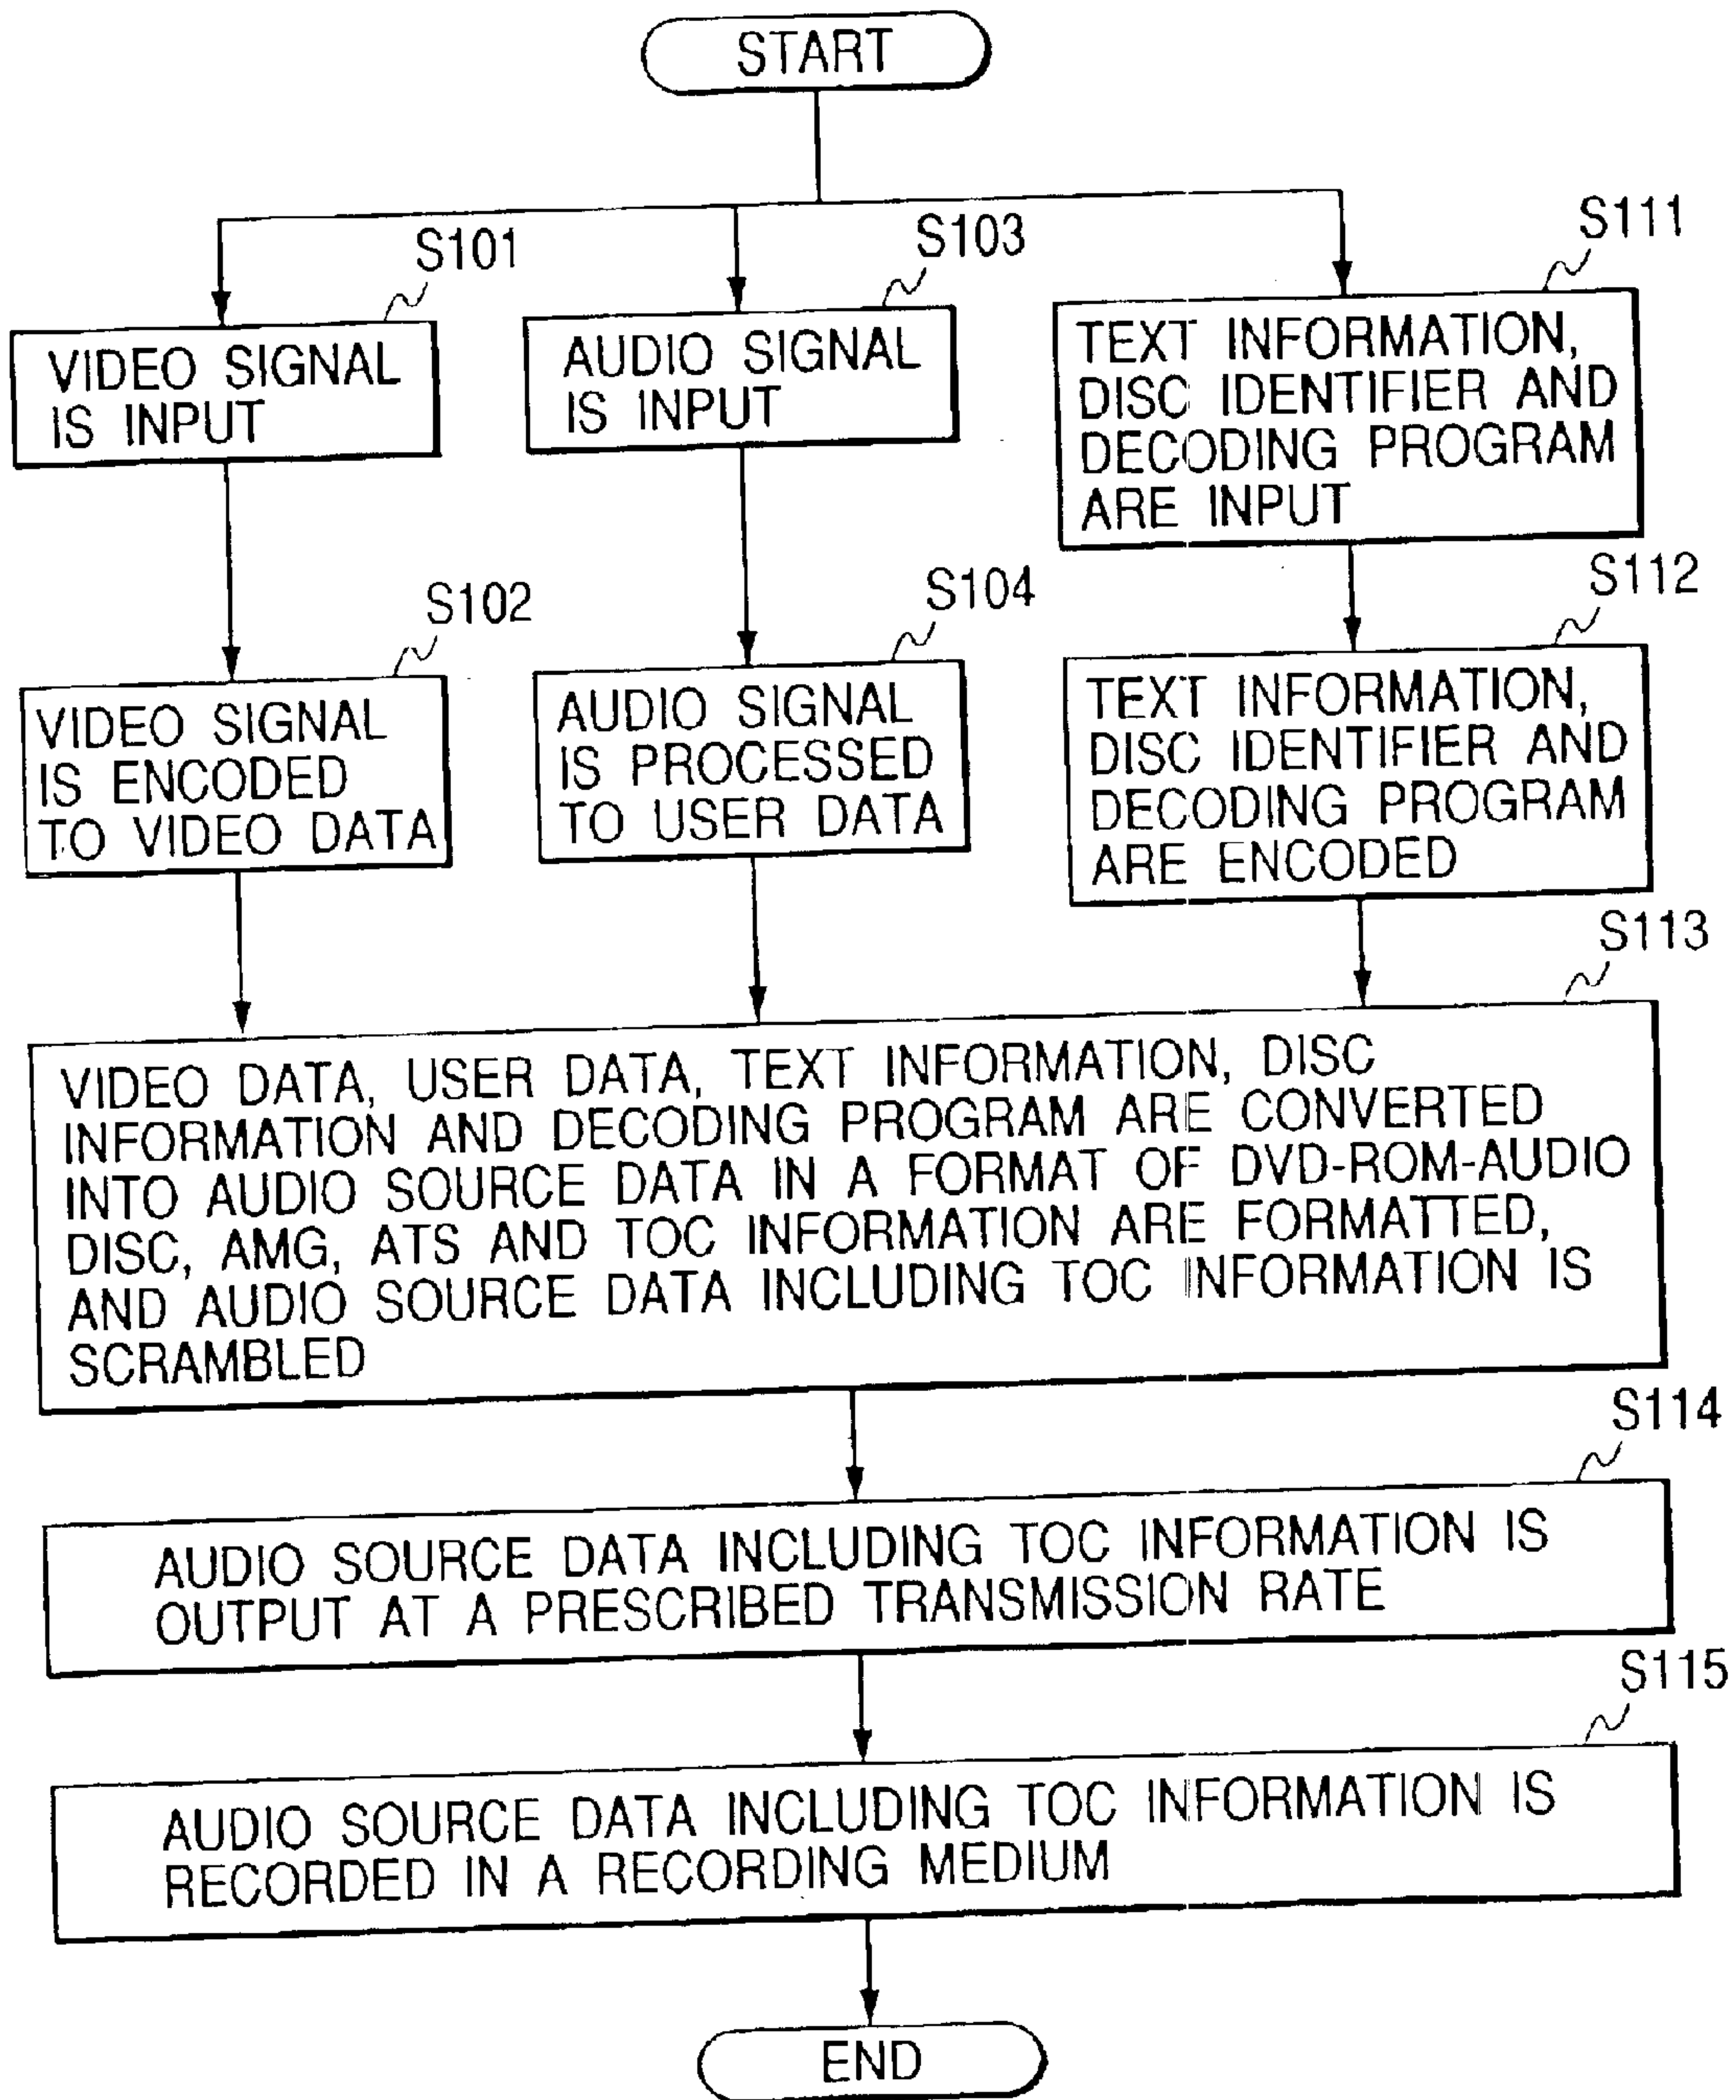 START
S101
VIDEO SIGNAL
IS INPUT
S103
AUDIO SIGNAL
IS INPUT
S111
TEXT INFORMATION,
DISC IDENTIFIER AND
DECODING PROGRAM
ARE INPUT
S102
VIDEO SIGNAL
IS ENCODED
TO VIDEO DATA
S104
AUDIO SIGNAL
IS PROCESSED
TO USER DATA
S112
TEXT INFORMATION,
DISC IDENTIFIER AND
DECODING PROGRAM
ARE ENCODED
S113
VIDEO DATA, USER DATA, TEXT INFORMATION, DISC
INFORMATION AND DECODING PROGRAM ARE CONVERTED
INTO AUDIO SOURCE DATA IN A FORMAT OF DVD-ROM-AUDIO
DISC, AMG, ATS AND TOC INFORMATION ARE FORMATTED,
AND AUDIO SOURCE DATA INCLUDING TOC INFORMATION IS
SCRAMBLED
S114
AUDIO SOURCE DATA INCLUDING TOC INFORMATION IS
OUTPUT AT A PRESCRIBED TRANSMISSION RATE
S115
AUDIO SOURCE DATA INCLUDING TOC INFORMATION IS
RECORDED IN A RECORDING MEDIUM
END